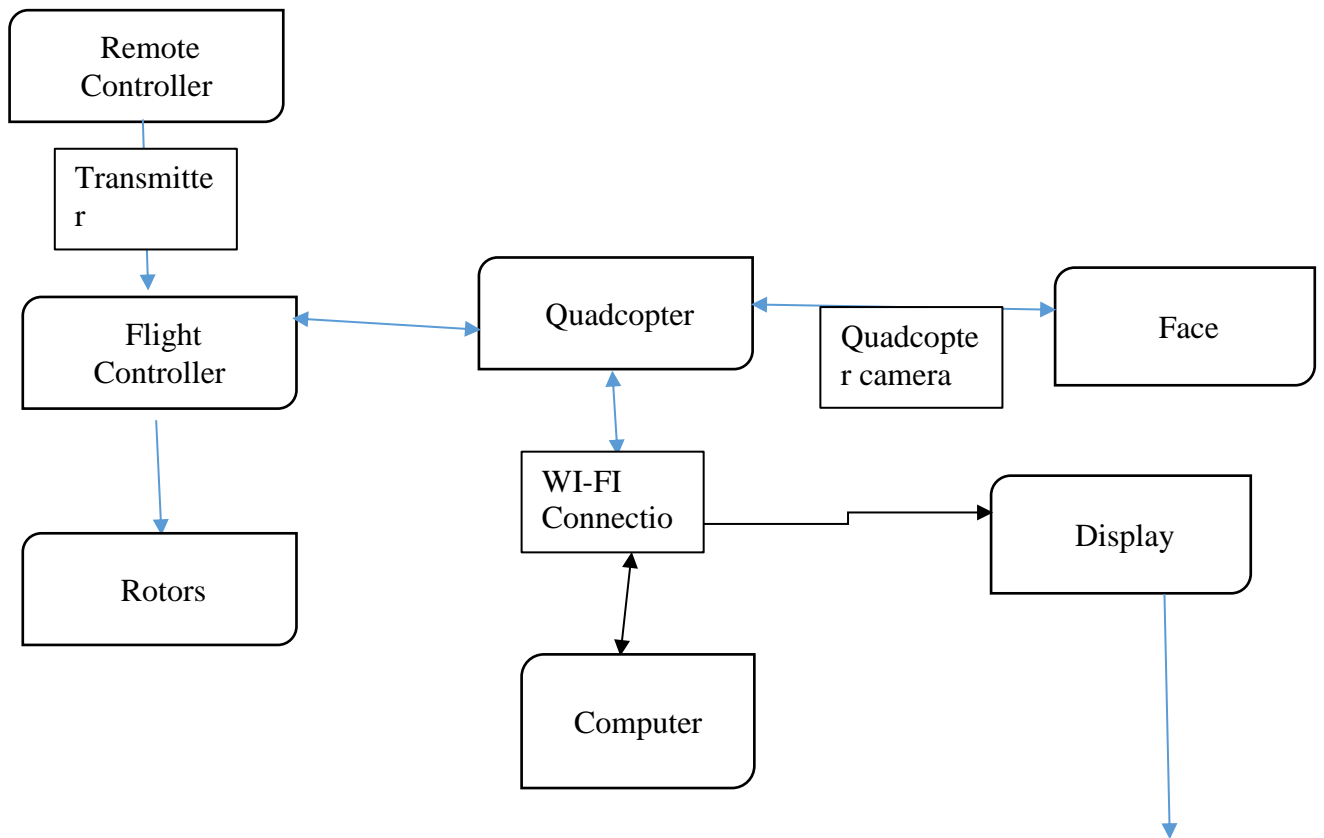 Remote
Controller
Transmitte
r
Flight
Controller
Quadcopter
Quadcopte
r camera
Face
WI-FI
Connectio
Display
Rotors
Computer